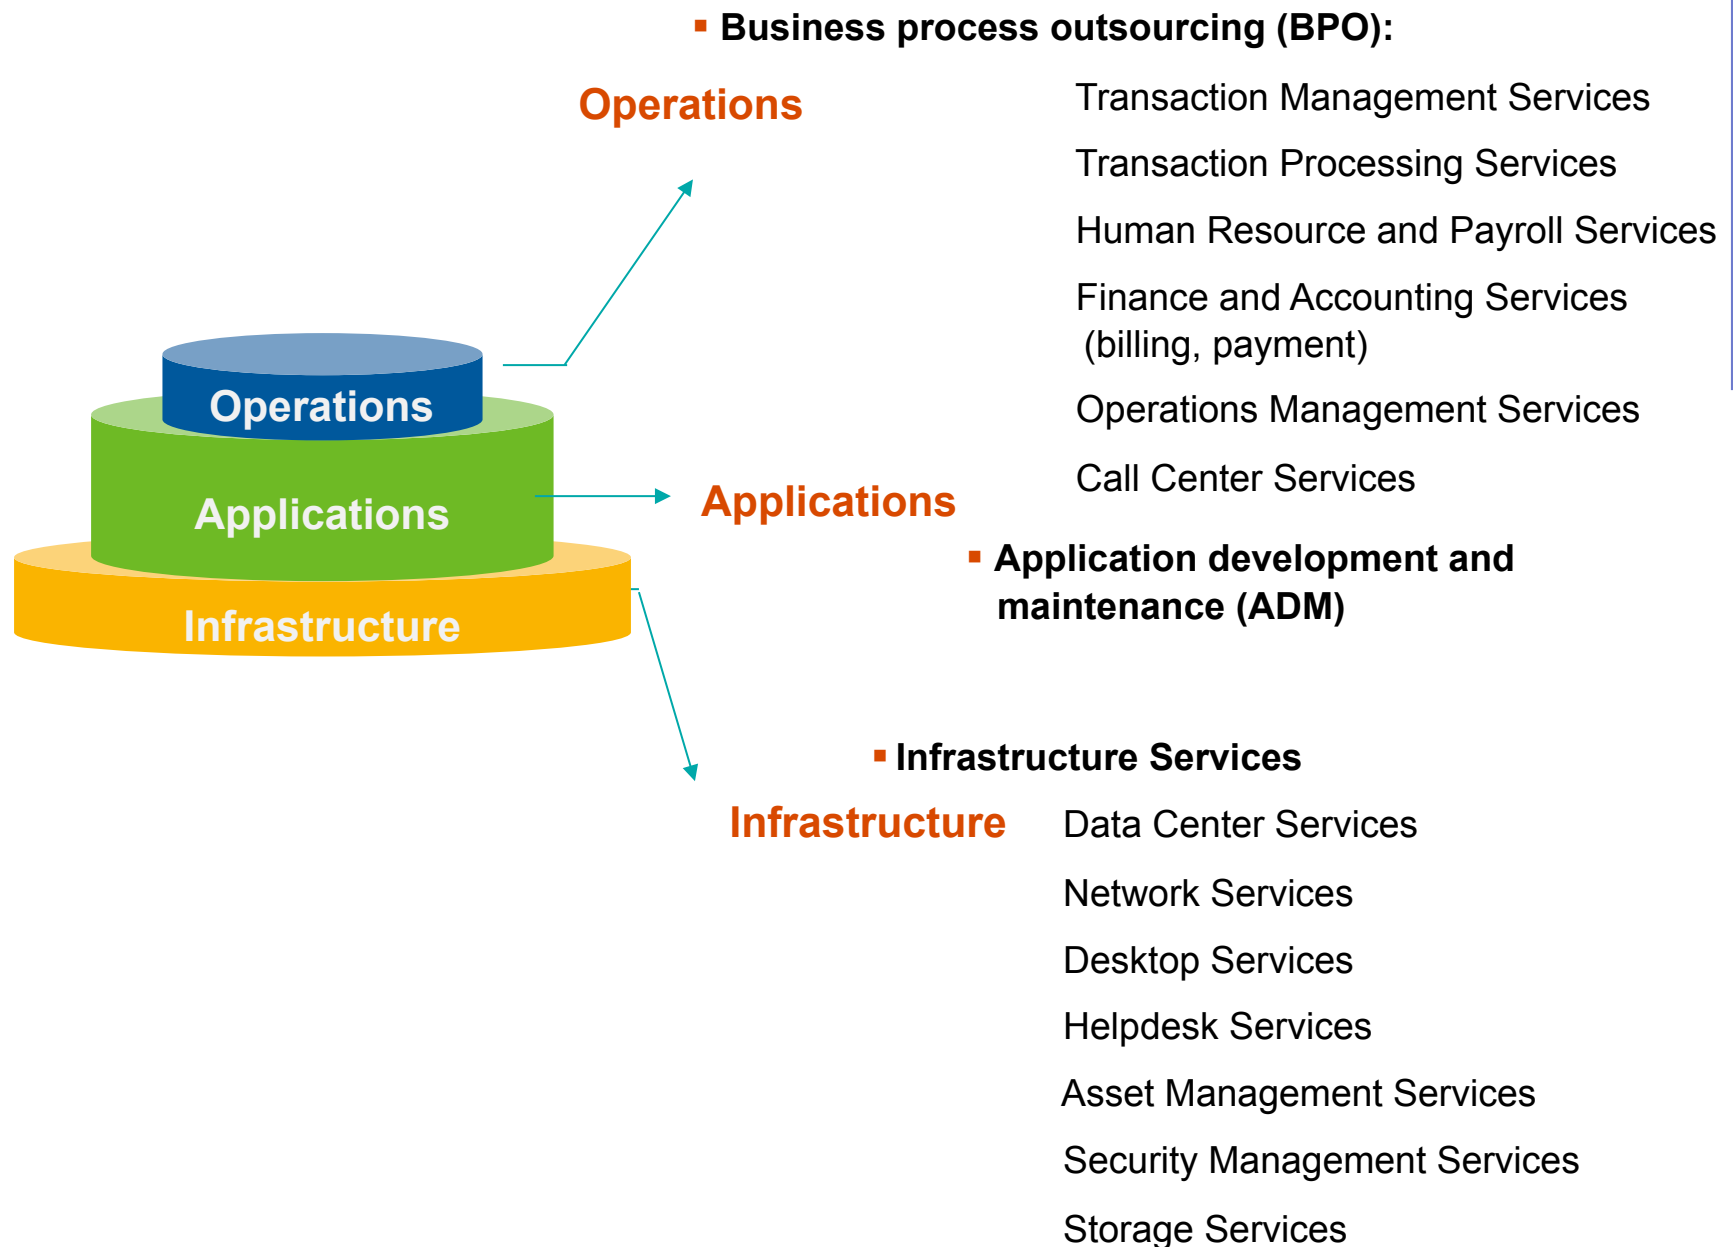 ▪ Business process outsourcing (BPO):
Operations
Transaction Management Services
Transaction Processing Services
Human Resource and Payroll Services
Finance and Accounting Services
(billing, payment)
Operations Management Services
Call Center Services
Operations
Applications
Infrastructure
Applications
▪ Application development and
maintenance (ADM)
▪ Infrastructure Services
Infrastructure
Data Center Services
Network Services
Desktop Services
Helpdesk Services
Asset Management Services
Security Management Services
Storage Services